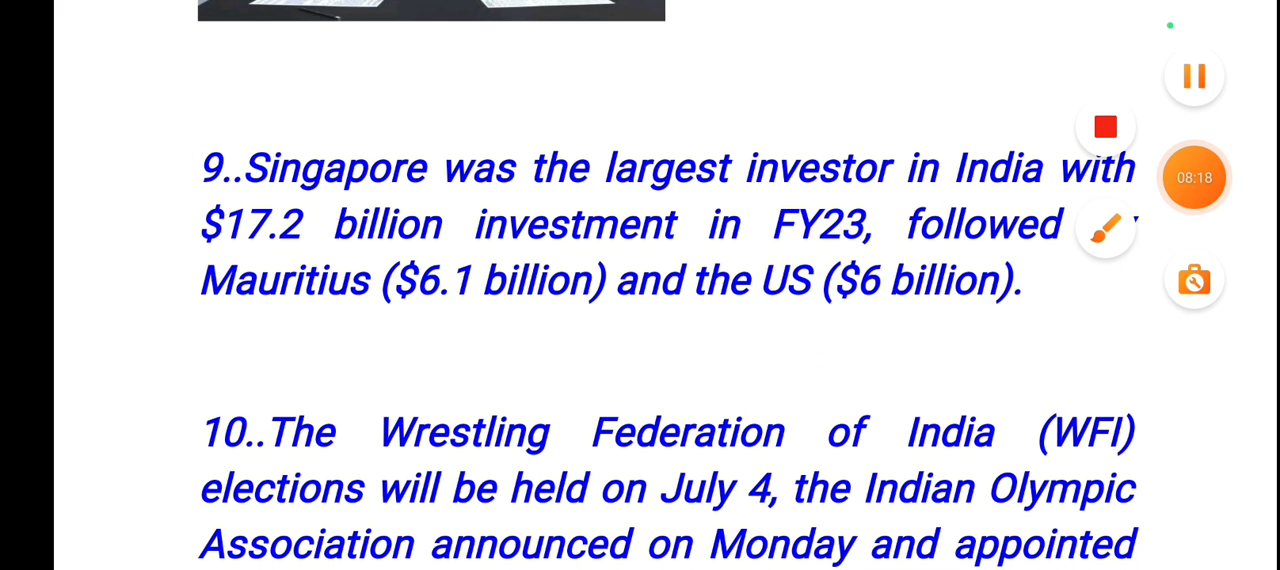 9..Singapore was the largest investor in India with
$17.2 billion investment in FY23, followed
Mauritius ($6.1 billion) and the US ($6 billion).
10..The Wrestling Federation of India (WFI)
elections will be held on July 4, the Indian Olympic
Association announced on Monday and appointed
08:18